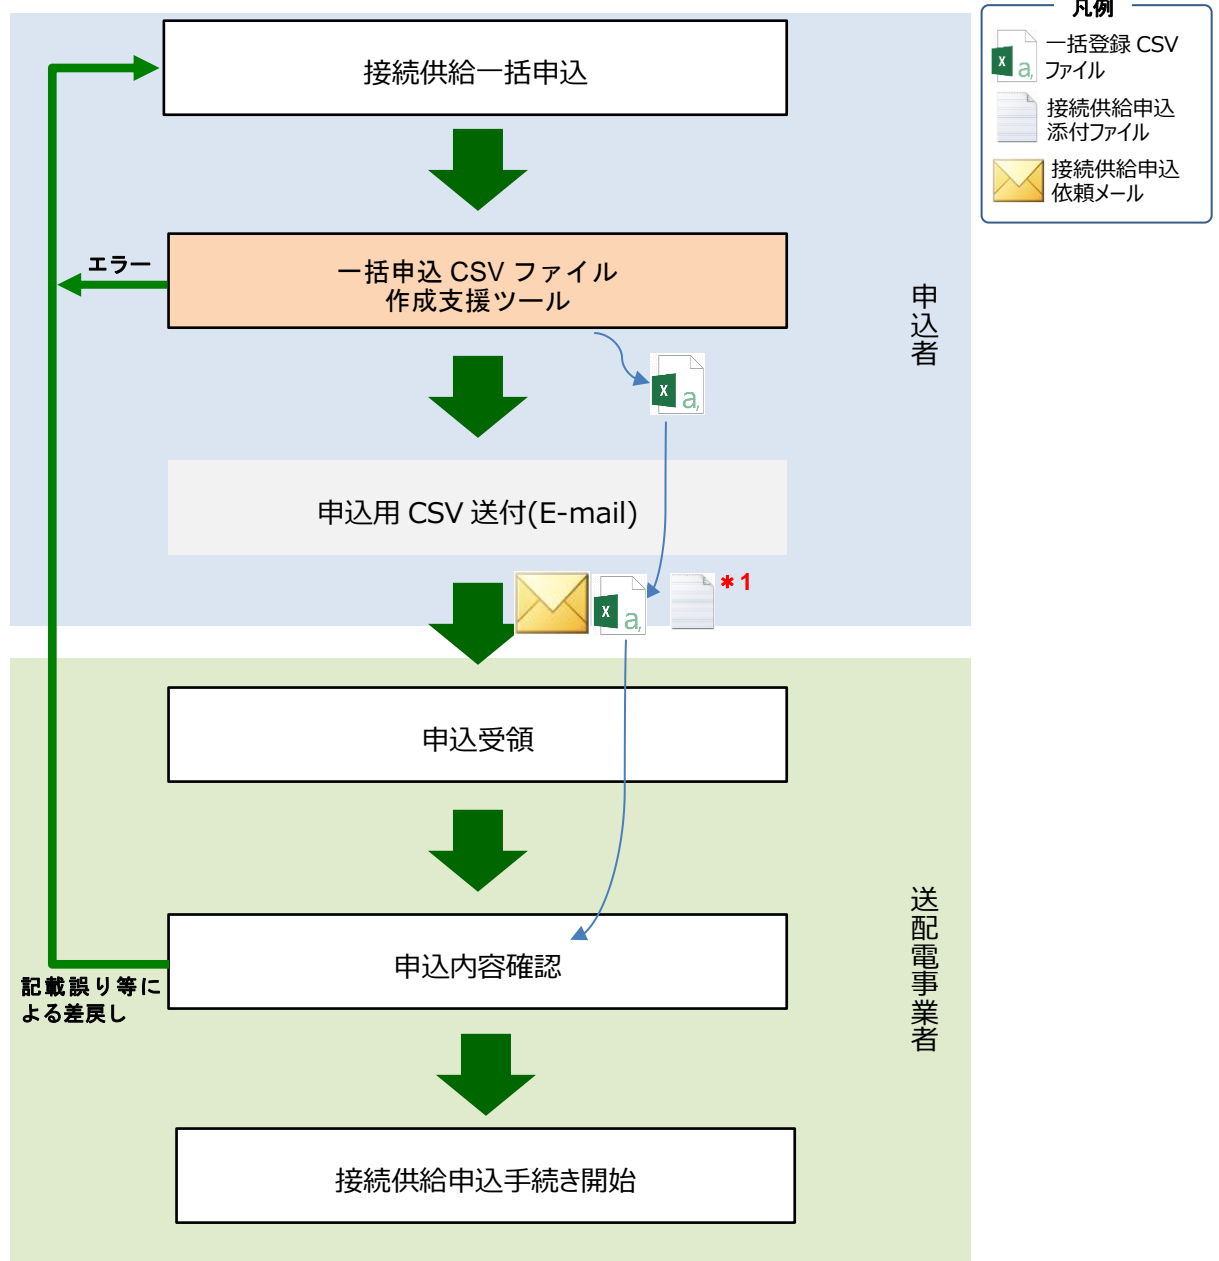 凡例
一括登録 CSV
ファイル
接続供給申込
添付ファイル
接続供給申込
依頼メール
接続供給一括申込
エラー
一括申込 CSV ファイル
作成支援ツール
申込者
申込用 CSV 送付(E-mail)
＊1
申込受領
申込内容確認
記載誤り等に
よる差戻し
送配電事業者
接続供給申込手続き開始